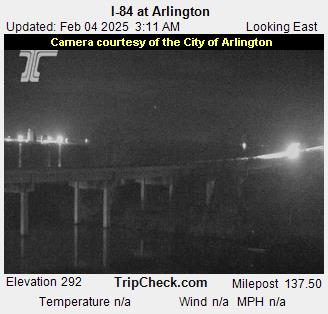 I-84 at Arlington
Updated: Feb 04 2025 3:11 AM Looking East
Camera courtesy of the City of Arlington
Elevation 292 TripCheck.com Milepost 137.50
Temperature n/a Wind n/a MPH n/a